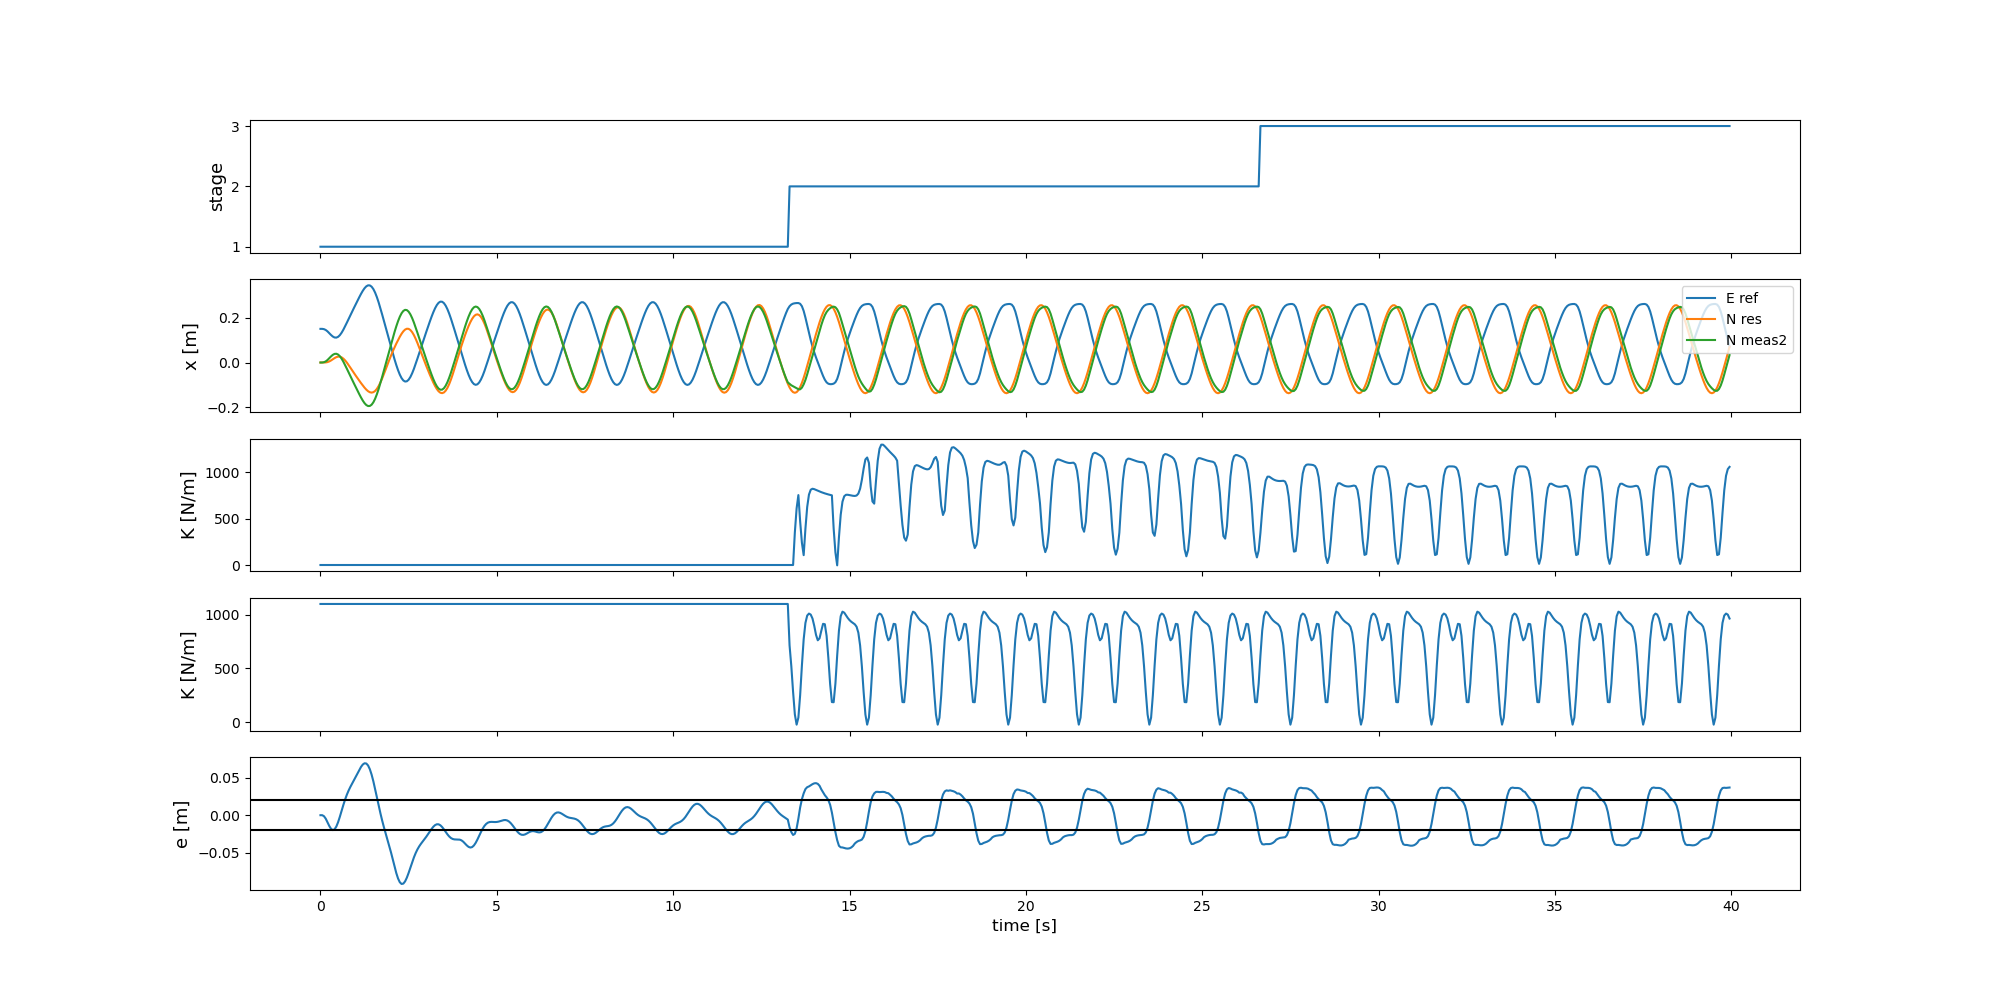 3
2
1
stage
0.2
0.0
−0.2
x [m]
E ref
N res
N meas2
1000
500
0
K [N/m]
1000
500
0
K [N/m]
0.05
0.00
−0.05
e [m]
0 5 10 15 20 25 30 35 40
time [s]